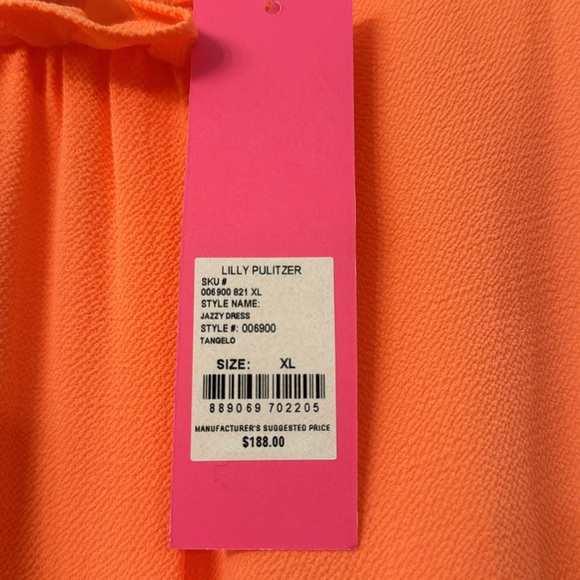 LILLY PULITZER
SKU #
006900 821 XL
STYLE NAME:
JAZZY DRESS
STYLE #: 006900
TANGELO
SIZE: XL
889069 702205
MANUFACTURER'S SUGGESTED PRICE
$188.00